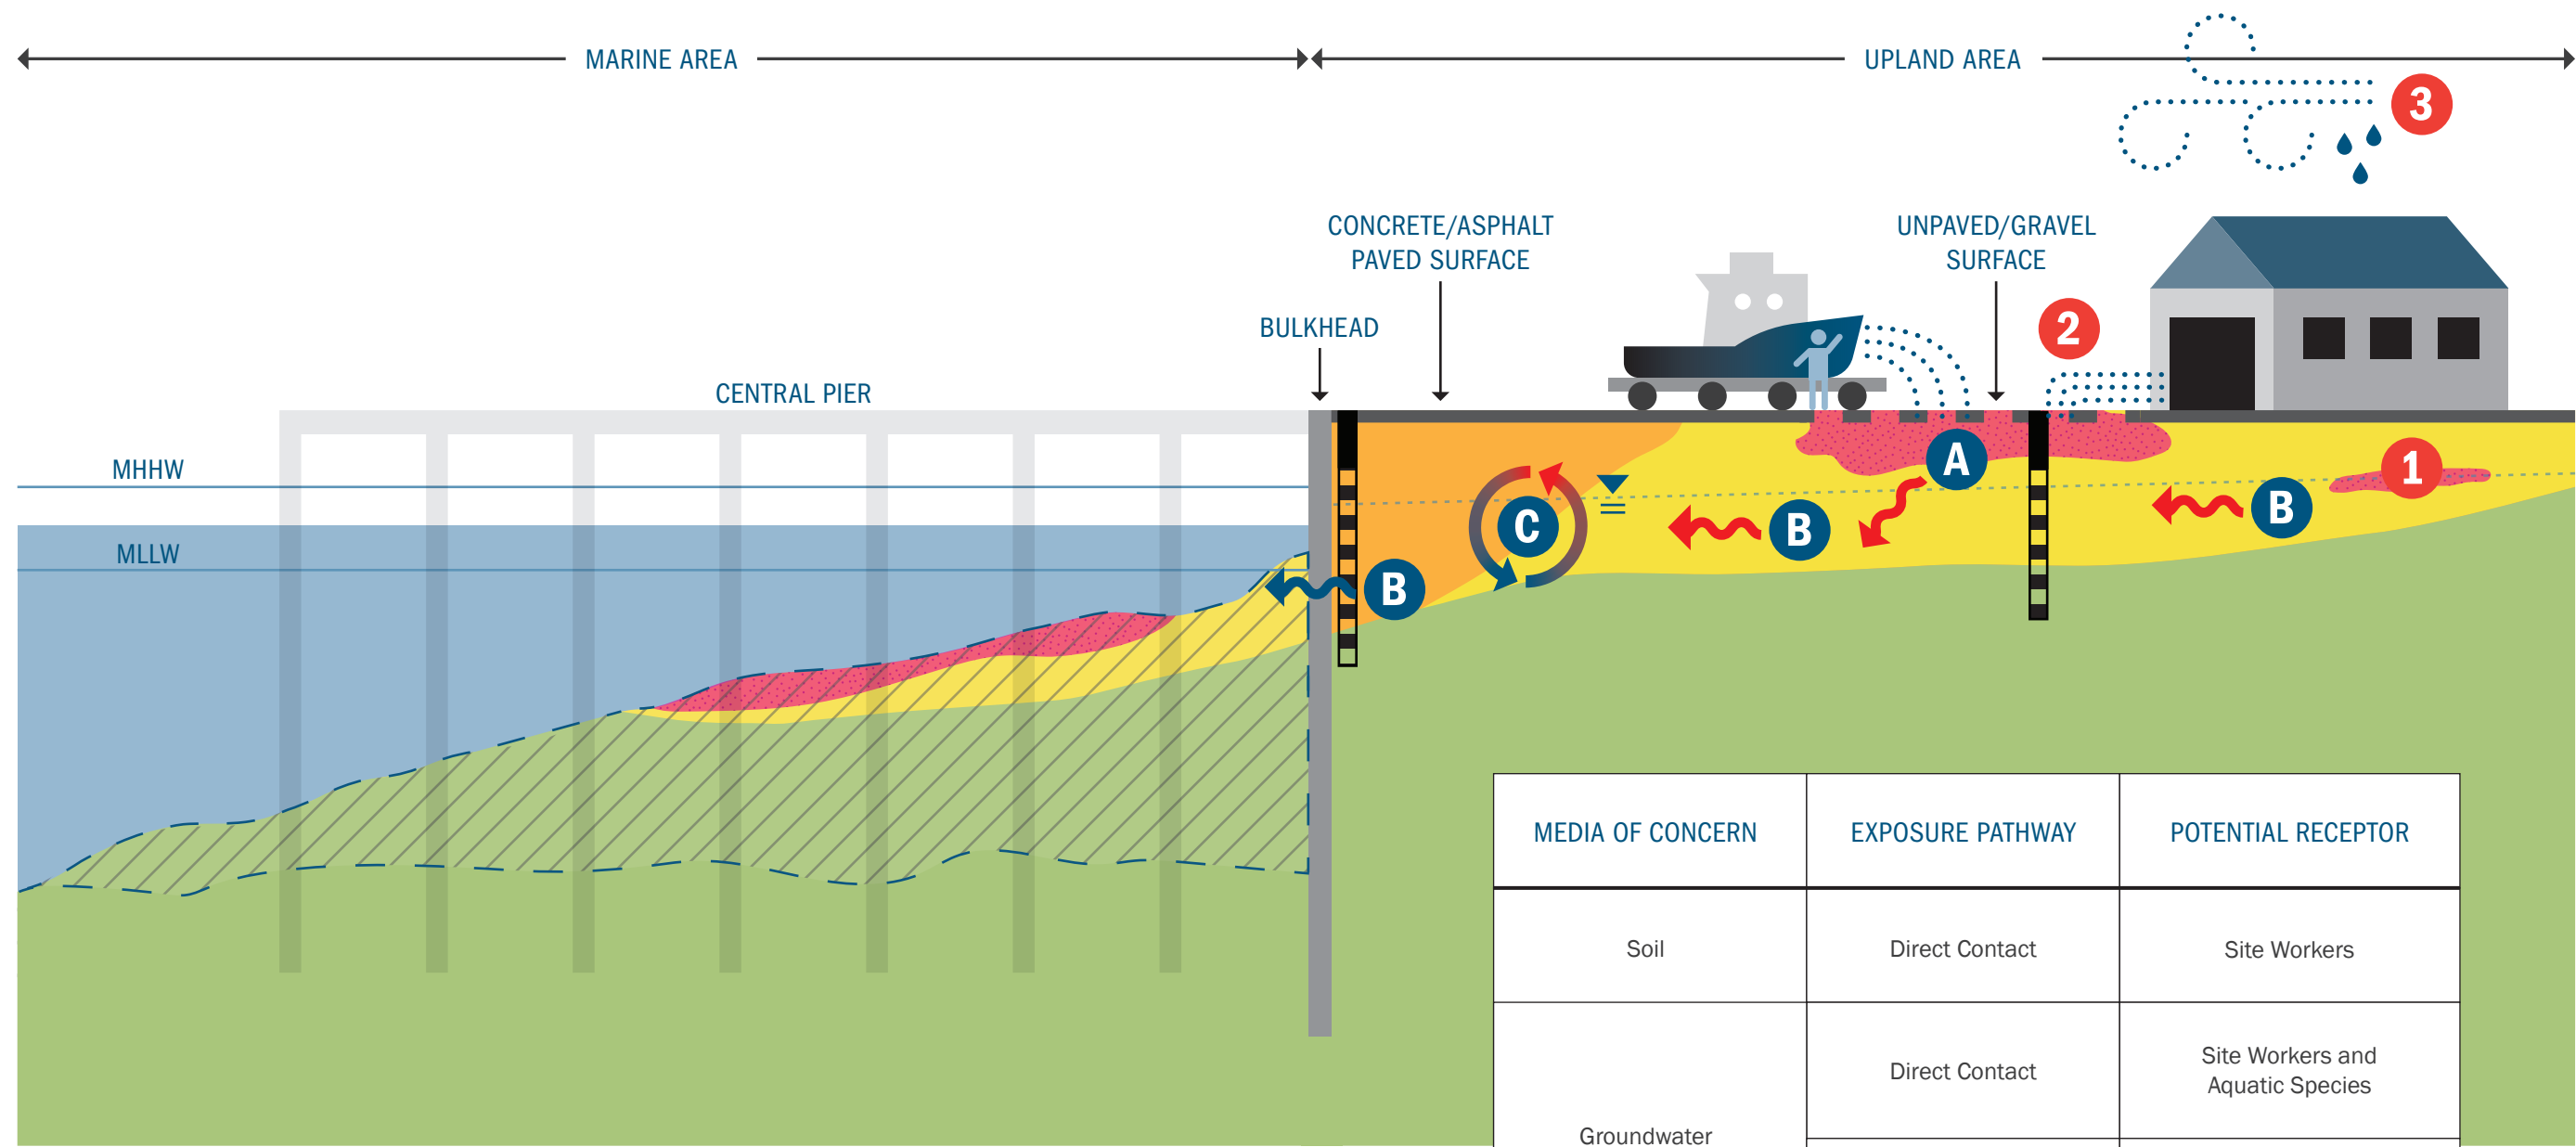 MARINE AREA
UPLAND AREA
3
CONCRETE/ASPHALT
PAVED SURFACE
UNPAVED/GRAVEL
SURFACE
BULKHEAD
2
CENTRAL PIER
MHHW
MLLW
A
1
B
B
C
B
MEDIA OF CONCERN
EXPOSURE PATHWAY
POTENTIAL RECEPTOR
Soil
Direct Contact
Site Workers
Groundwater
Direct Contact
Site Workers and
Aquatic Species